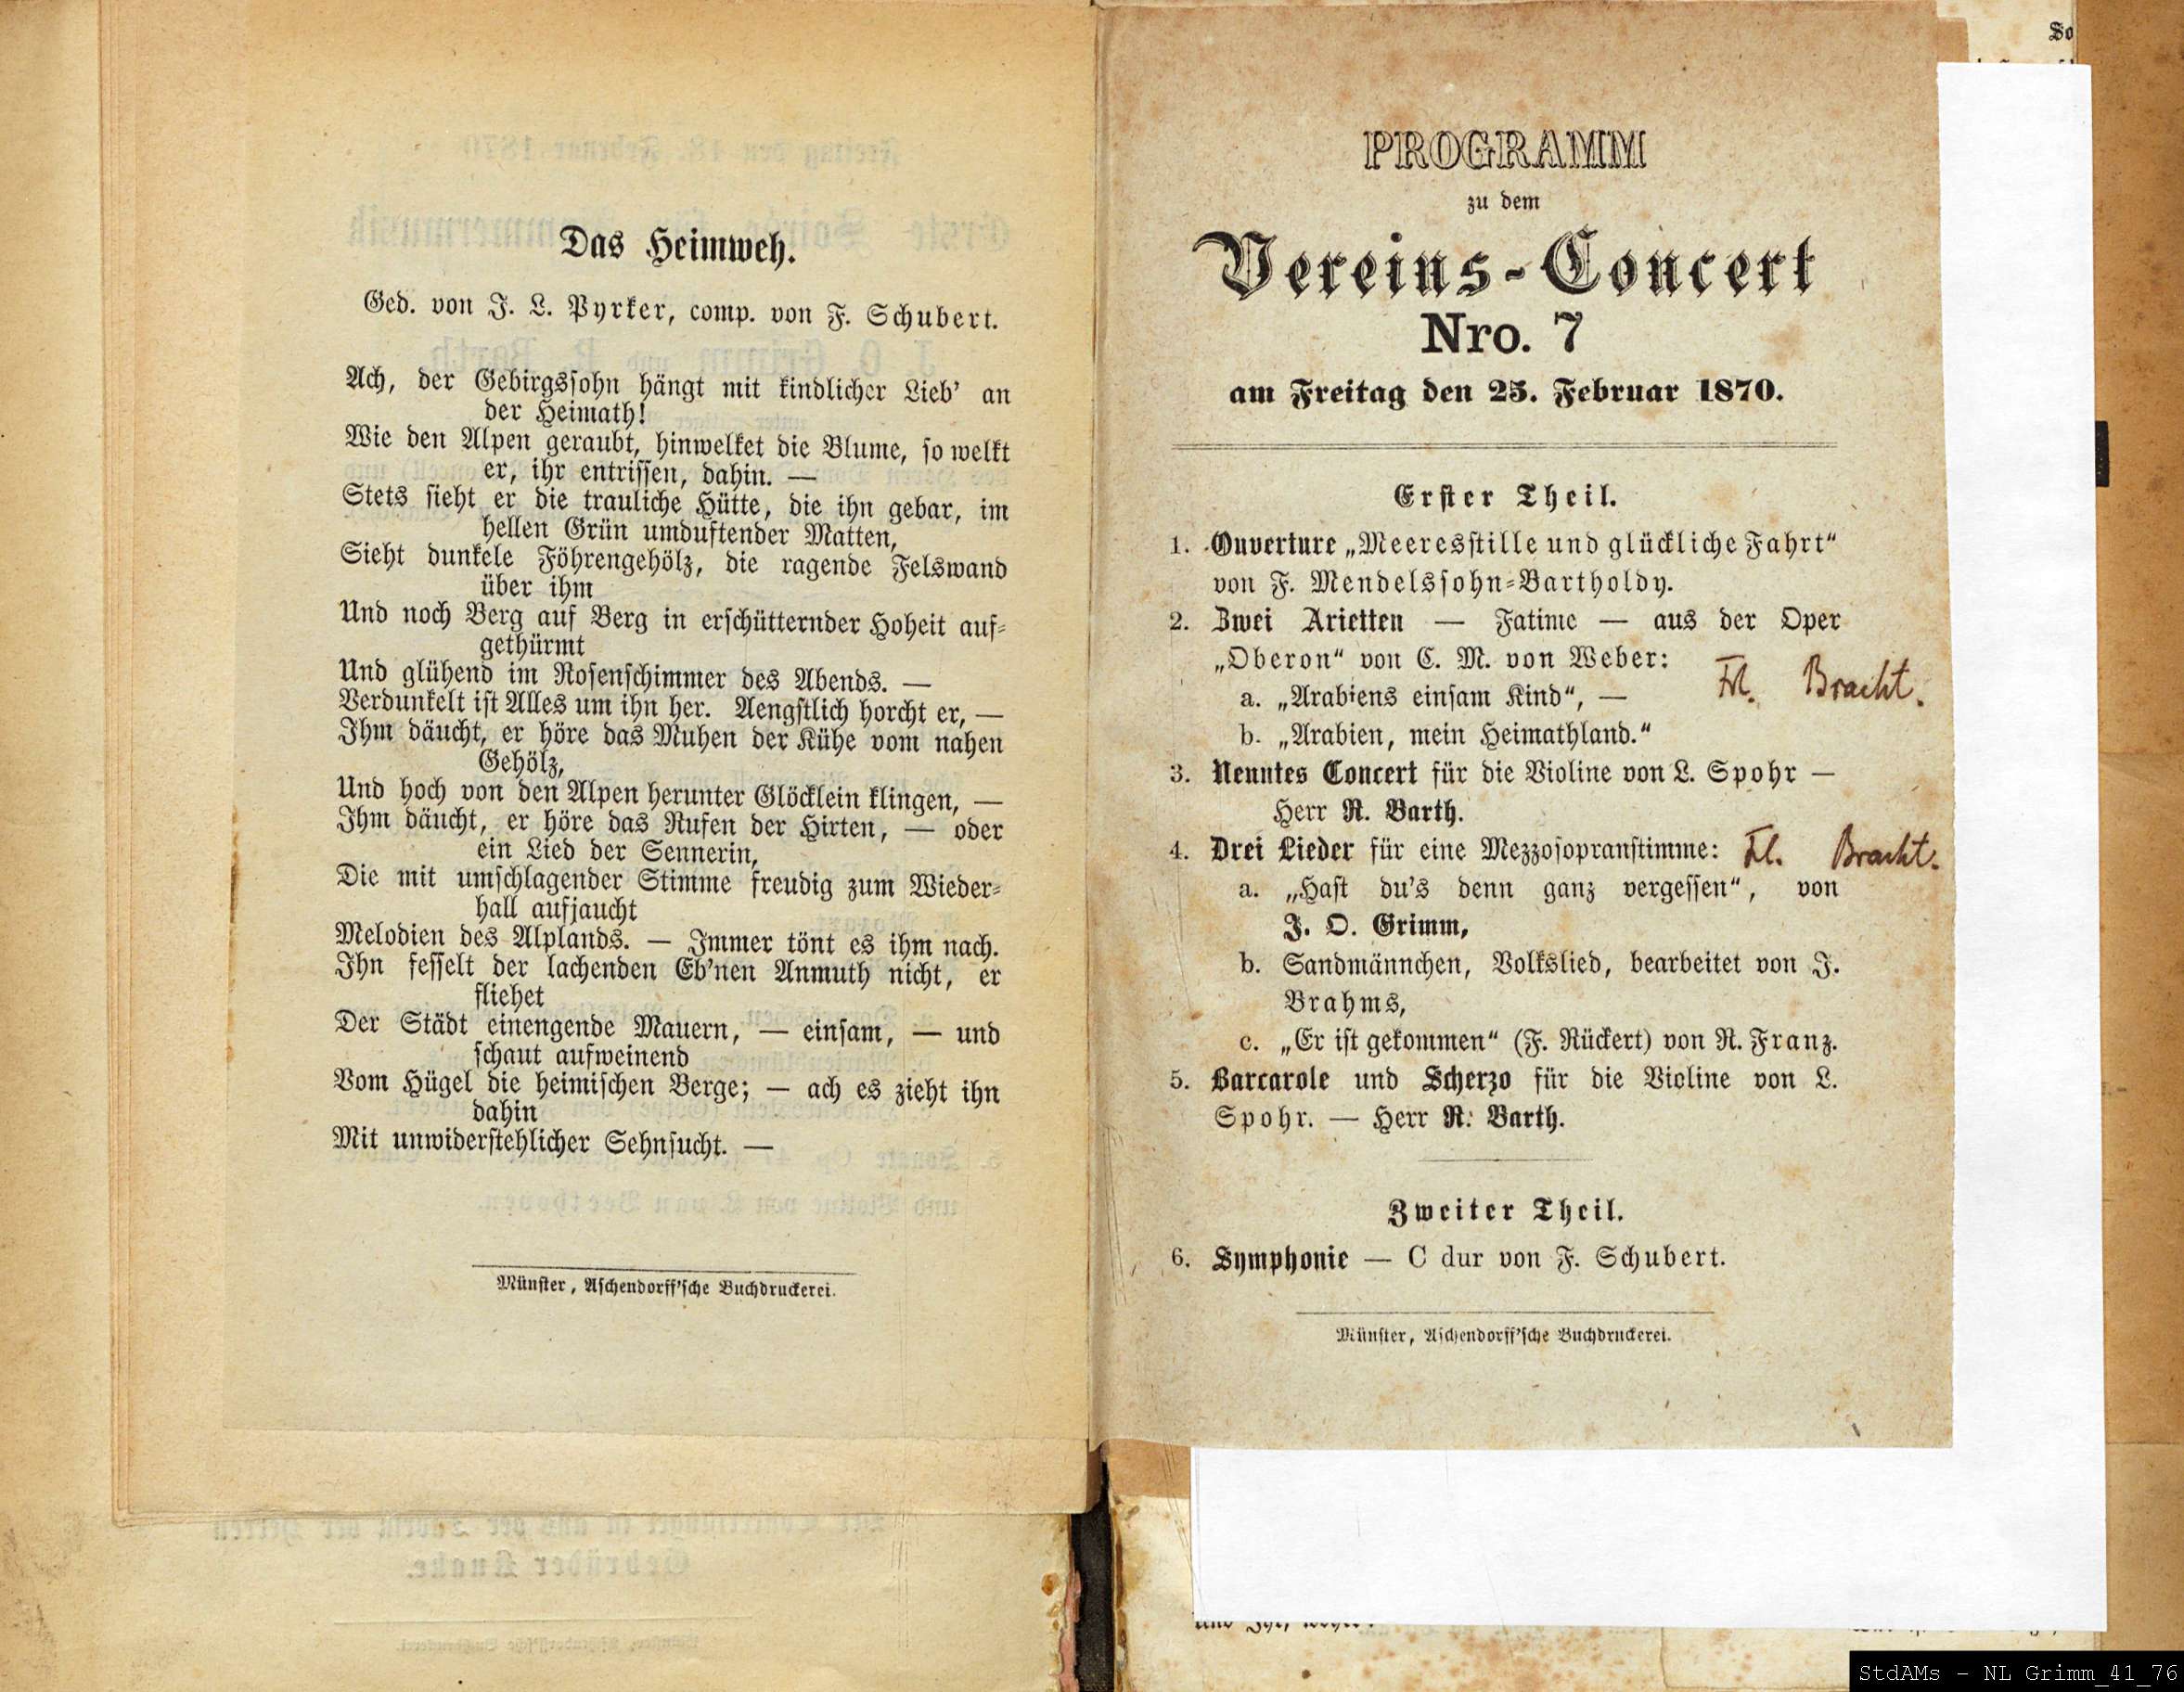 Das Heimweh.
Ged. von J. L. Pyrker, comp. von F. Schubert.
Ach, der Gebirgssohn hängt mit kindlicher Lieb' an
der Heimath!
Wie den Alpen geraubt, hinwelket die Blume, so welkt
er, ihr entrissen, dahin. —
Stets sieht er die trauliche Hütte, die ihn gebar, im
hellen Grün umduftender Matten,
Sieht dunkele Föhrengehölz, die ragende Felswand
über ihm
Und noch Berg auf Berg in erschütternder Hoheit auf-
gethürmt
Und glühend im Rosenschimmer des Abends. —
Verdunkelt ist Alles um ihn her. Aengstlich horcht er, —
Ihm däucht, er höre das Muhen der Kühe vom nahen
Gehölz,
Und hoch von den Alpen herunter Glöcklein klingen, —
Ihm däucht, er höre das Rufen der Hirten, — oder
ein Lied der Sennerin,
Die mit umschlagender Stimme freudig zum Wieder-
hall aufjaucht
Melodien des Alplands. — Immer tönt es ihm nach.
Ihn fesselt der lachenden Eb'nen Anmuth nicht, er
fliehet
Der Städt einengende Mauern, — einsam, — und
schaut aufweinend
Vom Hügel die heimischen Berge; — ach es zieht ihn
dahin
Mit unwiderstehlicher Sehnsucht. —
Münster, Aschendorff'sche Buchdruckerei.
PROGRAMM
zu dem
Vereins-Concert
Nro. 7
am Freitag den 25. Februar 1870.
Erster Theil.
1. Ouverture „Meeresstille und glückliche Fahrt“
von F. Mendelssohn-Bartholdy.
2. Zwei Arietten — Fatime — aus der Oper
„Oberon“ von C. M. von Weber:
Frl. Bracht.
a. „Arabiens einsam Kind“, —
b. „Arabien, mein Heimathland.“
3. Neuntes Concert für die Violine von L. Spohr —
Herr R. Barth.
4. Drei Lieder für eine Mezzosopranstimme: Frl. Bracht.
a. „Hast du's denn ganz vergessen“, von
J. O. Grimm,
b. Sandmännchen, Volkslied, bearbeitet von J.
Brahms,
c. „Er ist gekommen“ (F. Rückert) von R. Franz.
5. Barcarole und Scherzo für die Violine von L.
Spohr. — Herr R. Barth.
Zweiter Theil.
6. Symphonie — C dur von F. Schubert.
Münster, Aschendorff'sche Buchdruckerei.
StdAMs - NL Grimm_41_76